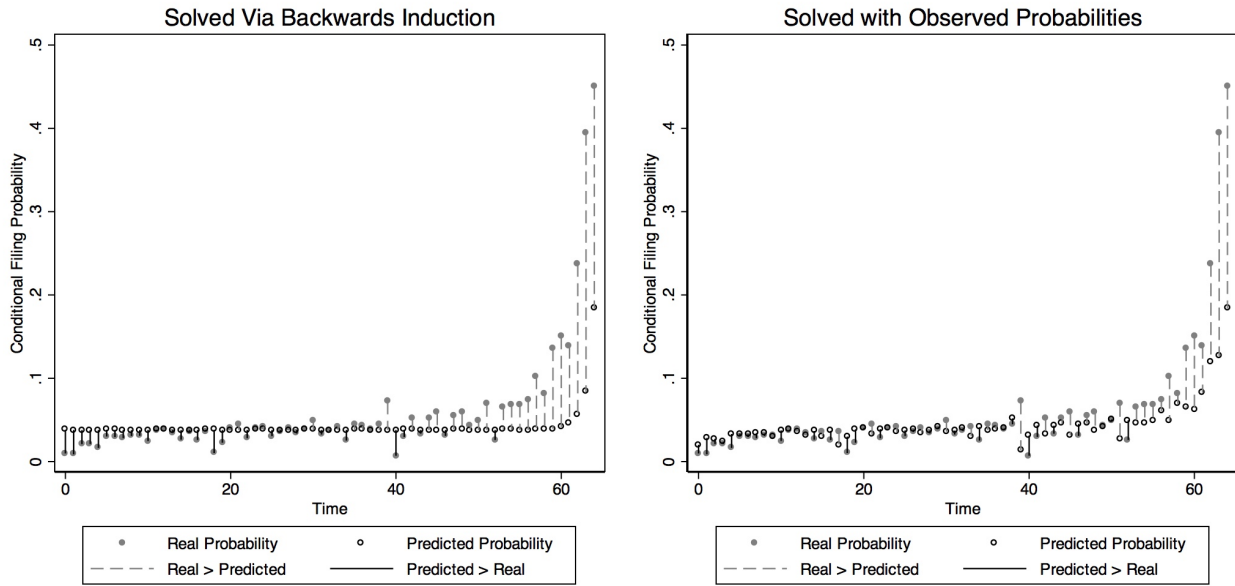 Solved Via Backwards Induction
Conditional Filing Probability
.5
.4
.3
.2
.1
0
0 20 40 60
Time
Real Probability Predicted Probability
Real > Predicted Predicted > Real
Solved with Observed Probabilities
Conditional Filing Probability
.5
.4
.3
.2
.1
0
0 20 40 60
Time
Real Probability Predicted Probability
Real > Predicted Predicted > Real